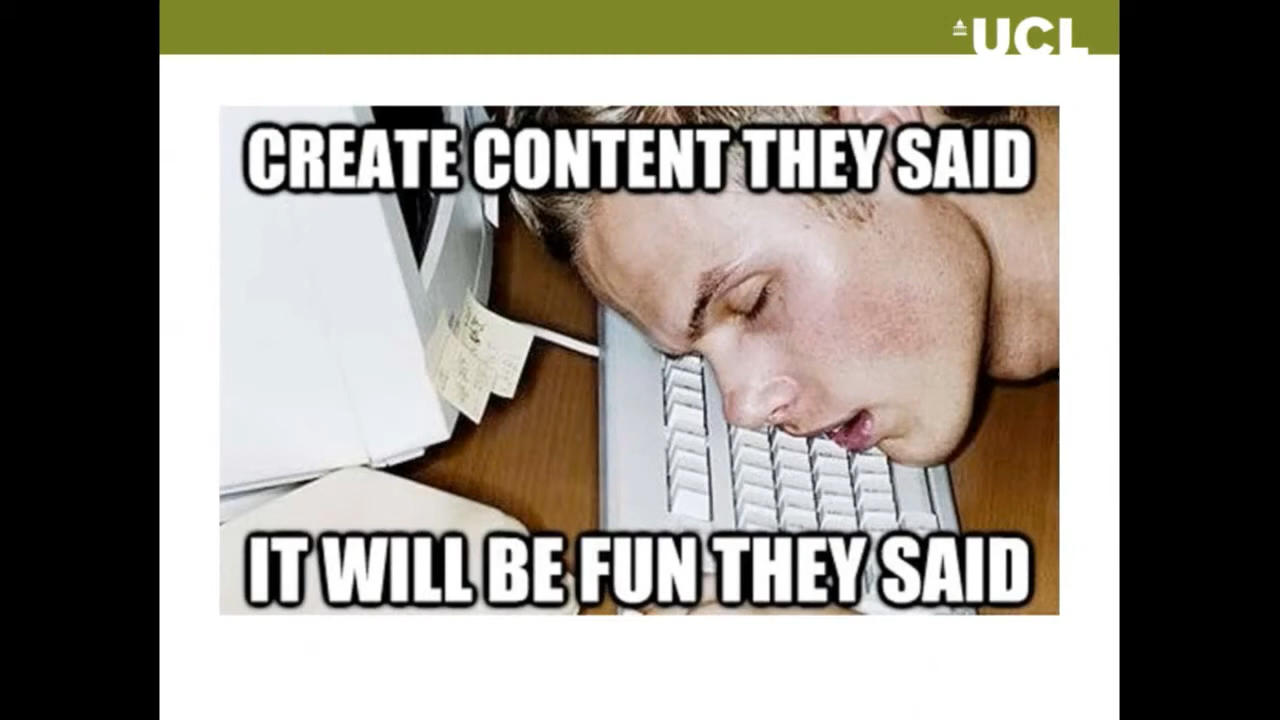 UCL
CREATE CONTENT THEY SAID
IT WILL BE FUN THEY SAID